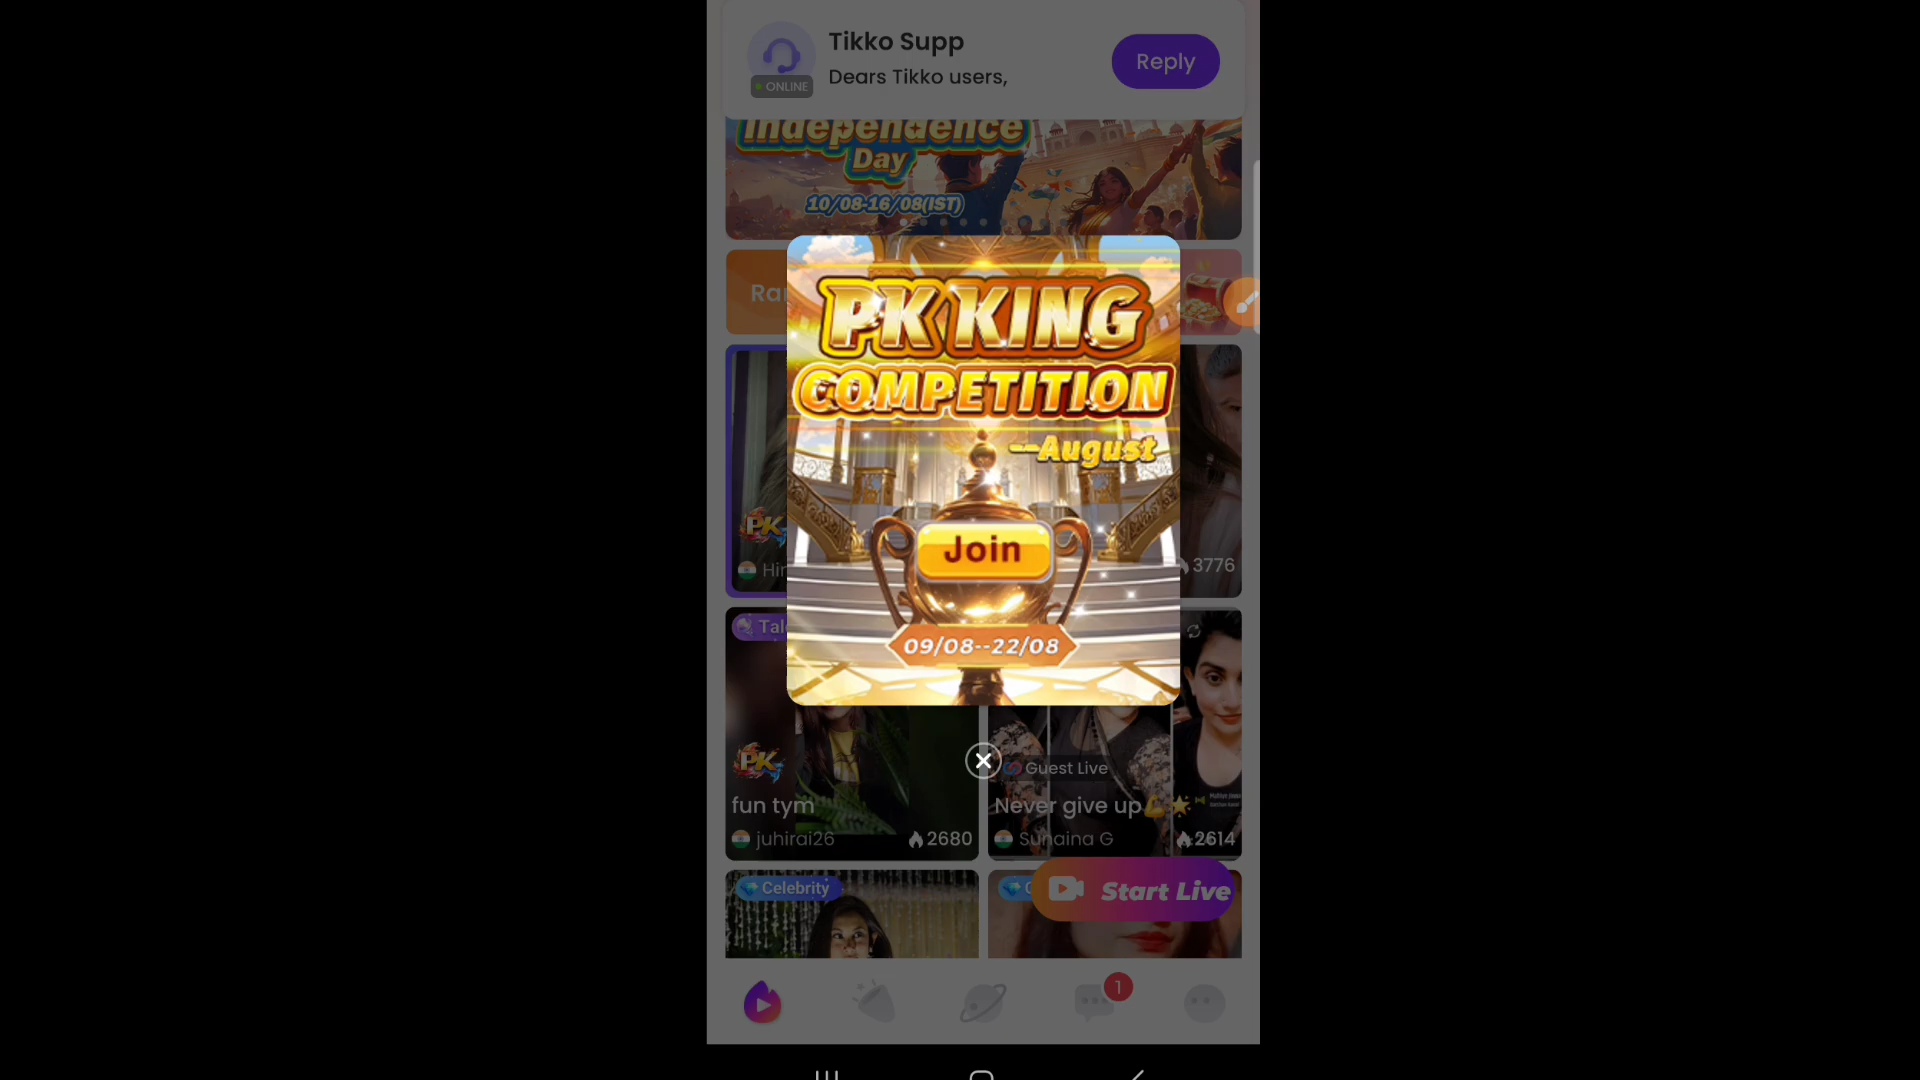 Tikko Supp
Dears Tikko users,
Reply
ONLINE
Independence
Day
10/08-16/08(IST)
PK KING
COMPETITION
--August
Join
09/08--22/08
PK
3776
PK
Guest Live
fun tym
Never give up
juhirai26
2680
Sunaina G
2614
Celebrity
Start Live
1